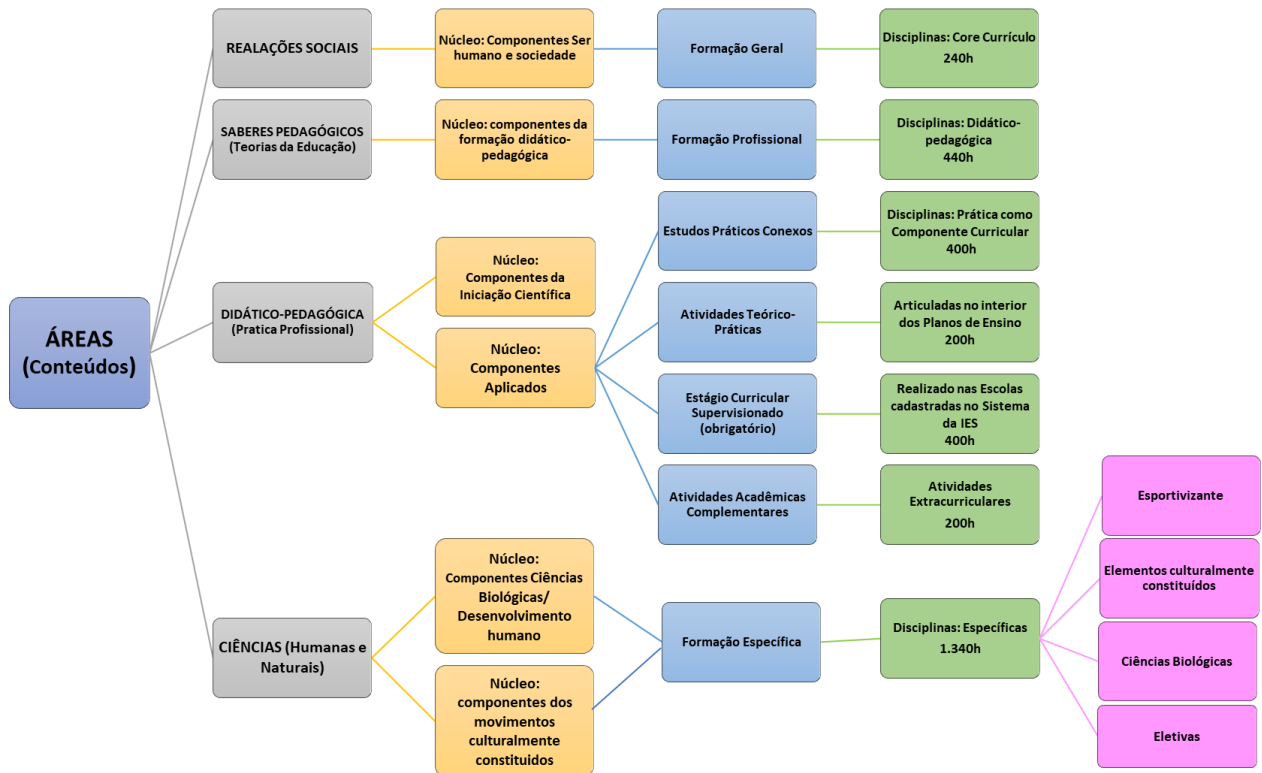 ÁREAS
(Conteúdos)
REALAÇÕES SOCIAIS
Núcleo: Componentes Ser
humano e sociedade
Formação Geral
Disciplinas: Core Currículo
240h
SABERES PEDAGÓGICOS
(Teorias da Educação)
Núcleo: componentes da
formação didático-
pedagógica
Formação Profissional
Disciplinas: Didático-
pedagógica
440h
DIDÁTICO-PEDAGÓGICA
(Pratica Profissional)
Núcleo:
Componentes da
Iniciação Científica
Núcleo:
Componentes
Aplicados
Estudos Práticos Conexos
Disciplinas: Prática como
Componente Curricular
400h
Atividades Teórico-
Práticas
Articuladas no interior
dos Planos de Ensino
200h
Estágio Curricular
Supervisionado
(obrigatório)
Realizado nas Escolas
cadastradas no Sistema
da IES
400h
Atividades Acadêmicas
Complementares
Atividades
Extracurriculares
200h
CIÊNCIAS (Humanas e
Naturais)
Núcleo:
Componentes Ciências
Biológicas/
Desenvolvimento
humano
Núcleo:
componentes dos
movimentos
culturalmente
constituidos
Formação Específica
Disciplinas: Específicas
1.340h
Esportivizante
Elementos culturalmente
constituídos
Ciências Biológicas
Eletivas